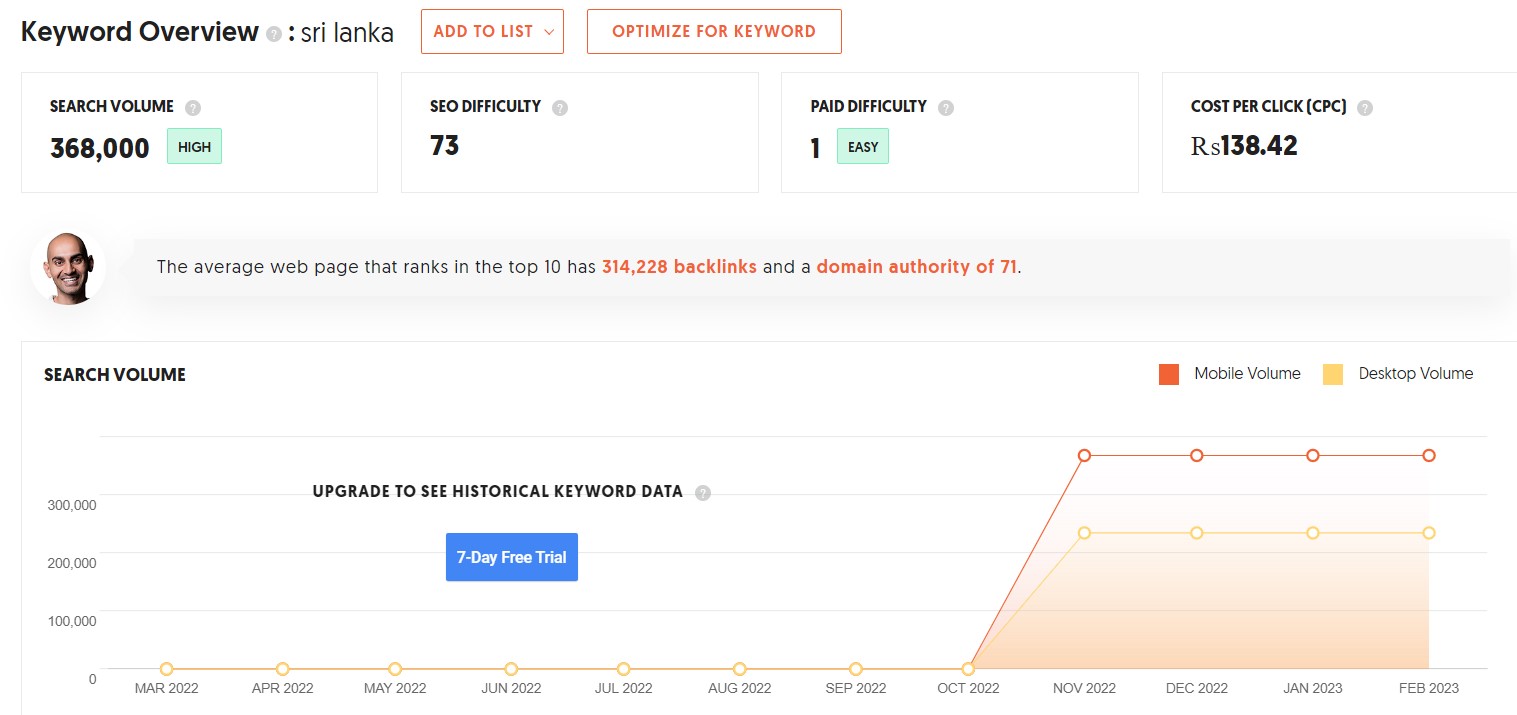 Keyword Overview ? : sri lanka ADD TO LIST OPTIMIZE FOR KEYWORD
SEARCH VOLUME ? SEO DIFFICULTY ? PAID DIFFICULTY ? COST PER CLICK (CPC) ?
368,000 HIGH 73 1 EASY Rs138.42
The average web page that ranks in the top 10 has 314,228 backlinks and a domain authority of 71.
SEARCH VOLUME Mobile Volume Desktop Volume
UPGRADE TO SEE HISTORICAL KEYWORD DATA ?
300,000
7-Day Free Trial
200,000
100,000
0
MAR 2022 APR 2022 MAY 2022 JUN 2022 JUL 2022 AUG 2022 SEP 2022 OCT 2022 NOV 2022 DEC 2022 JAN 2023 FEB 2023